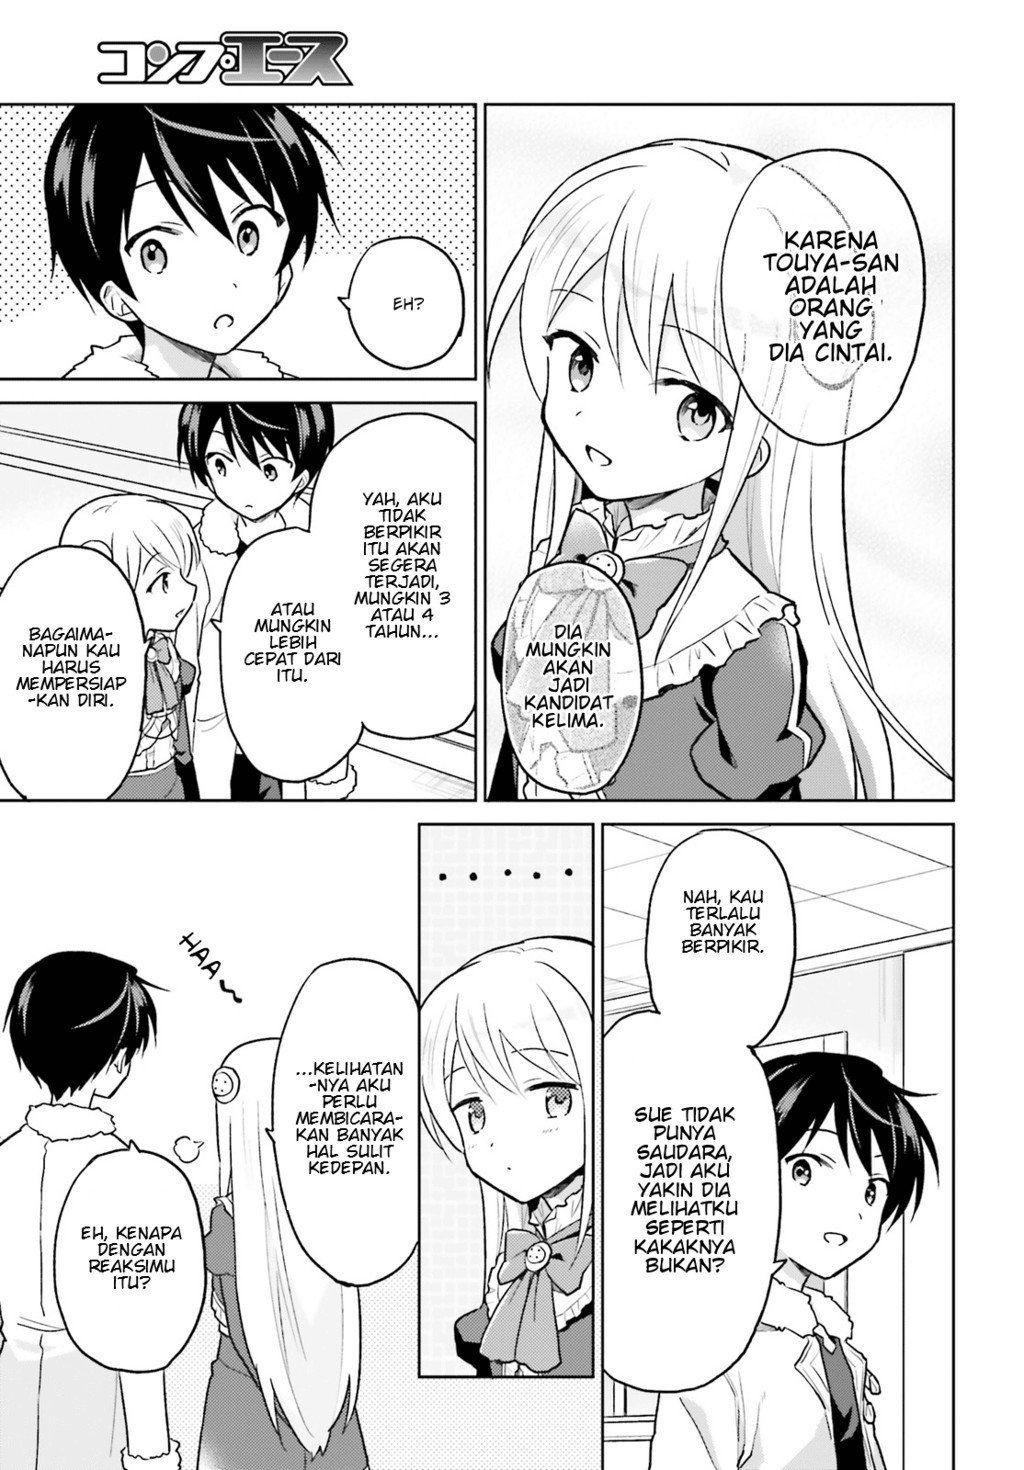 コンプエース
KARENA
TOUYA-SAN
ADALAH
ORANG
YANG
DIA CINTAI.
DIA
MUNGKIN
AKAN
JADI
KANDIDAT
KELIMA.
EH?
YAH, AKU
TIDAK
BERPIKIR
ITU AKAN
SEGERA
TERJADI,
MUNGKIN 3
ATAU 4
TAHUN...
ATAU
MUNGKIN
LEBIH
CEPAT DARI
ITU.
BAGAIMA-
NAPUN KAU
HARUS
MEMPERSIAP
-KAN DIRI.
NAH, KAU
TERLALU
BANYAK
BERPIKIR.
SUE TIDAK
PUNYA
SAUDARA,
JADI AKU
YAKIN DIA
MELIHATKU
SEPERTI
KAKAKNYA
BUKAN?
......
...KELIHATAN
-NYA AKU
PERLU
MEMBICARA-
KAN BANYAK
HAL SULIT
KEDEPAN.
HAA~
EH, KENAPA
DENGAN
REAKSIMU
ITU?